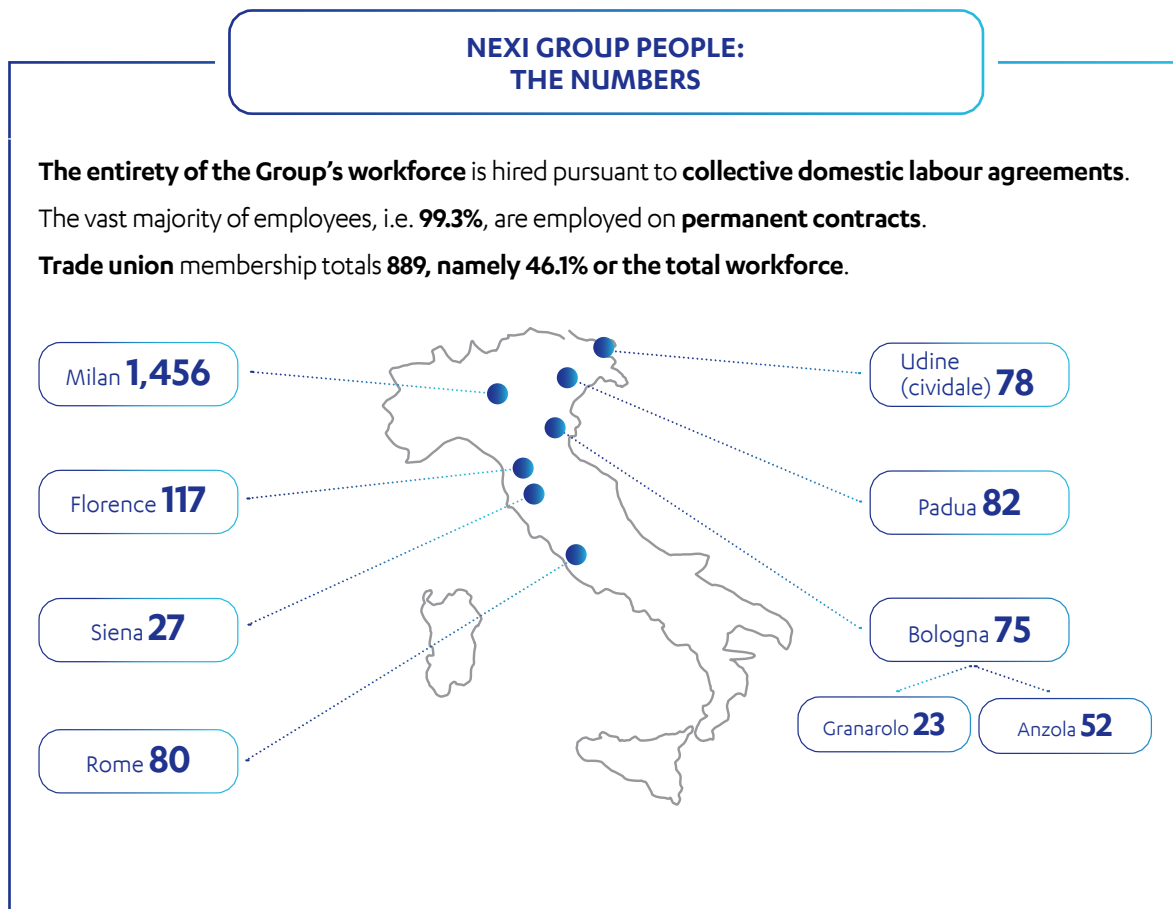 NEXI GROUP PEOPLE:
THE NUMBERS
The entirety of the Group's workforce is hired pursuant to collective domestic labour agreements.
The vast majority of employees, i.e. 99.3%, are employed on permanent contracts.
Trade union membership totals 889, namely 46.1% or the total workforce.
Milan 1,456
Florence 117
Siena 27
Rome 80
Udine
(cividale) 78
Padua 82
Bologna 75
Granarolo 23
Anzola 52